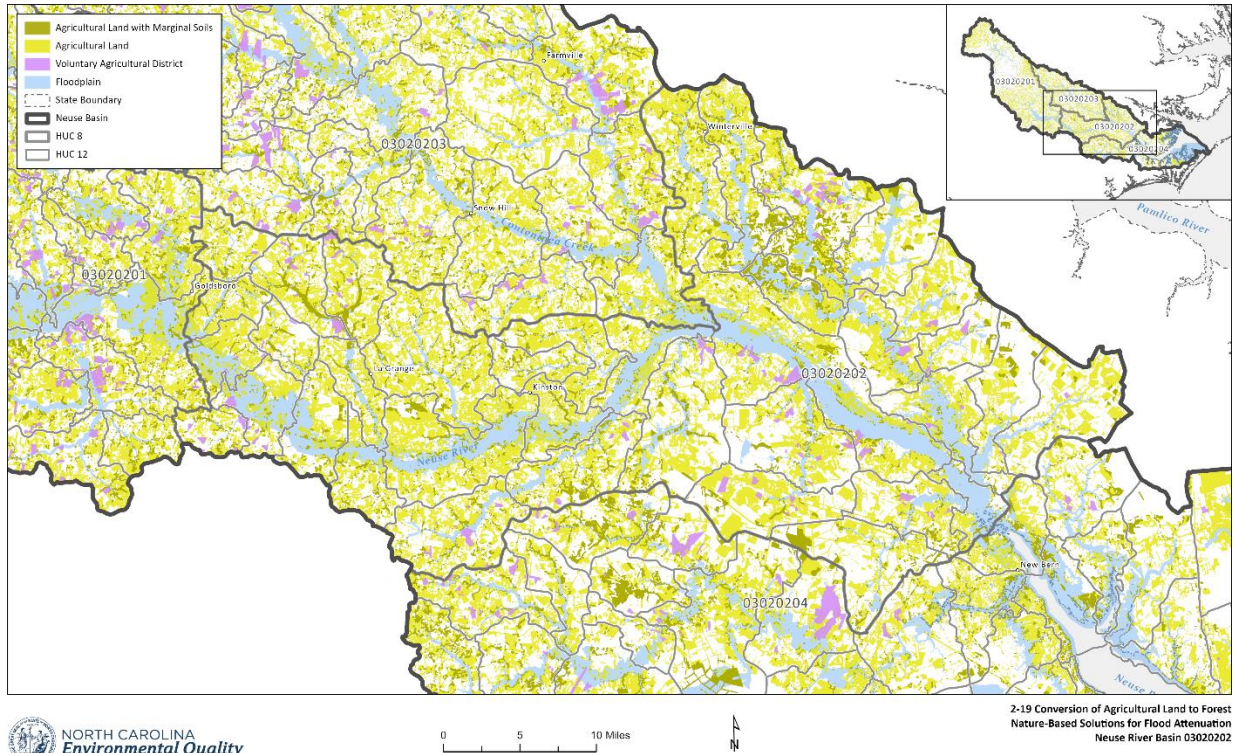 Agricultural Land with Marginal Soils
Agricultural Land
Voluntary Agricultural District
Floodplain
State Boundary
Neuse Basin
HUC 8
HUC 12
Farmville
03020203
Winterville
Snow Hill
Contentnea Creek
03020201
Goldsboro
La Grange
Kinston
03020202
Neuse River
New Bern
03020204
Neuse
03020201
03020203
03020202
03020204
Pamlico River
NORTH CAROLINA
Environmental Quality
0 5 10 Miles
N
2-19 Conversion of Agricultural Land to Forest
Nature-Based Solutions for Flood Attenuation
Neuse River Basin 03020202